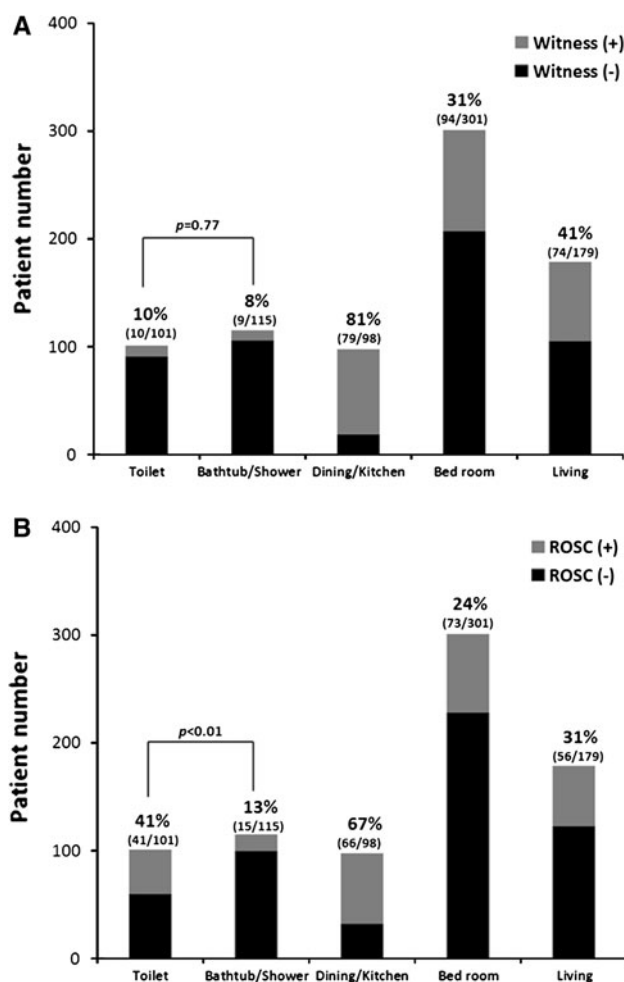 A
400
Witness (+)
Witness (-)
31%
(94/301)
300
Patient number
41%
(74/179)
p=0.77
200
10%
(10/101)
8%
(9/115)
81%
(79/98)
100
0
Toilet
Bathtub/Shower
Dining/Kitchen
Bed room
Living
B
400
ROSC (+)
ROSC (-)
24%
(73/301)
300
Patient number
31%
(56/179)
p<0.01
200
41%
(41/101)
13%
(15/115)
67%
(66/98)
100
0
Toilet
Bathtub/Shower
Dining/Kitchen
Bed room
Living